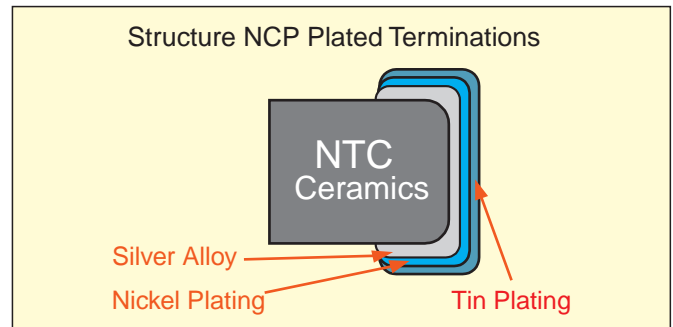 Structure NCP Plated Terminations
NTC
Ceramics
Silver Alloy
Nickel Plating
Tin Plating